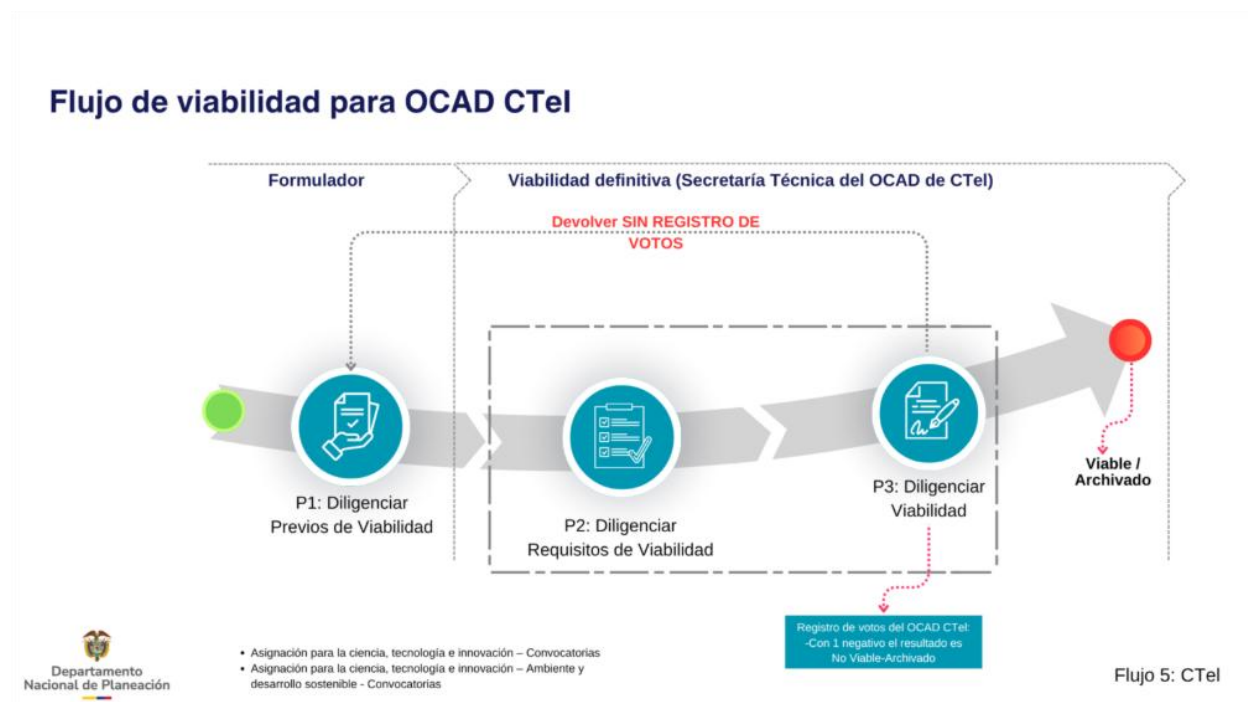 Flujo de viabilidad para OCAD CTeI
Formulador
Viabilidad definitiva (Secretaría Técnica del OCAD de CTeI)
Devolver SIN REGISTRO DE
VOTOS
P1: Diligenciar
Previos de Viabilidad
P2: Diligenciar
Requisitos de Viabilidad
P3: Diligenciar
Viabilidad
Viable /
Archivado
Registro de votos del OCAD CTeI:
-Con 1 negativo el resultado es
No Viable-Archivado
Departamento
Nacional de Planeación
• Asignación para la ciencia, tecnología e innovación – Convocatorias
• Asignación para la ciencia, tecnología e innovación – Ambiente y
desarrollo sostenible - Convocatorias
Flujo 5: CTeI